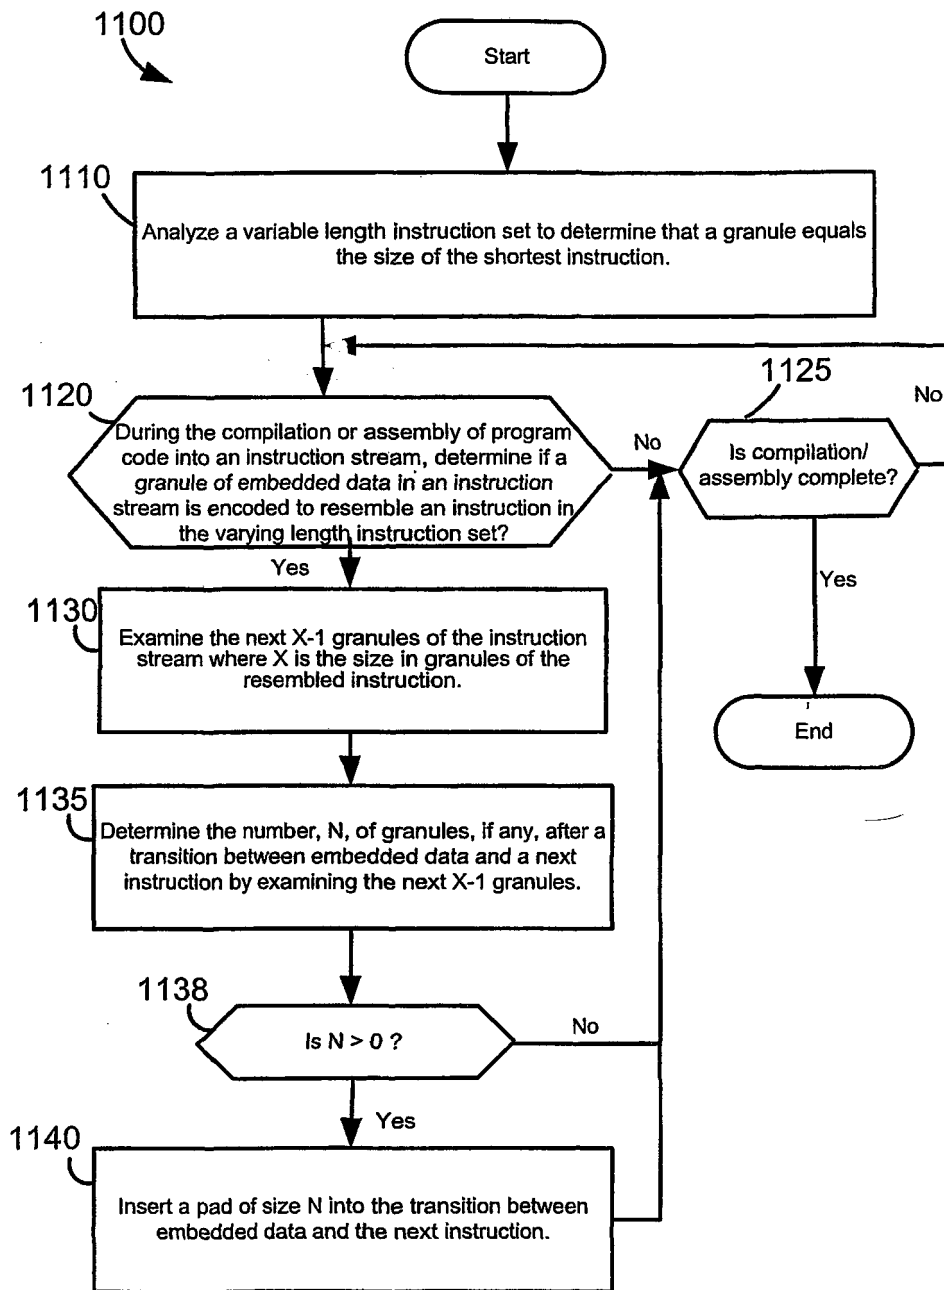 1100
Start
1110
Analyze a variable length instruction set to determine that a granule equals
the size of the shortest instruction.
1120
During the compilation or assembly of program
code into an instruction stream, determine if a
granule of embedded data in an instruction
stream is encoded to resemble an instruction in
the varying length instruction set?
No
1125
Is compilation/
assembly complete?
No
Yes
Yes
End
1130
Examine the next X-1 granules of the instruction
stream where X is the size in granules of the
resembled instruction.
1135
Determine the number, N, of granules, if any, after a
transition between embedded data and a next
instruction by examining the next X-1 granules.
1138
Is N > 0 ?
No
Yes
1140
Insert a pad of size N into the transition between
embedded data and the next instruction.